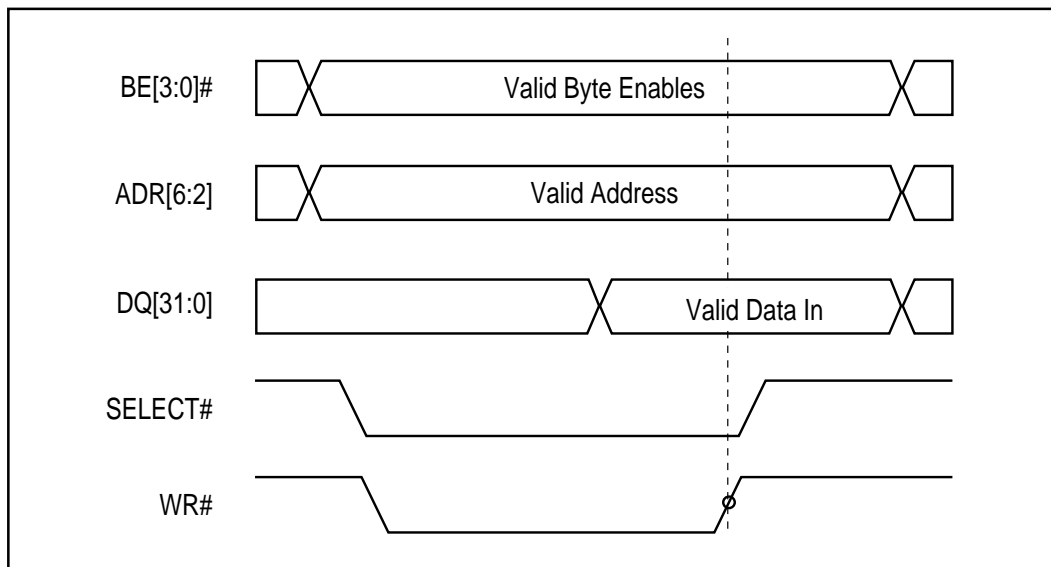 BE[3:0]#
Valid Byte Enables
ADR[6:2]
Valid Address
DQ[31:0]
Valid Data In
SELECT#
WR#